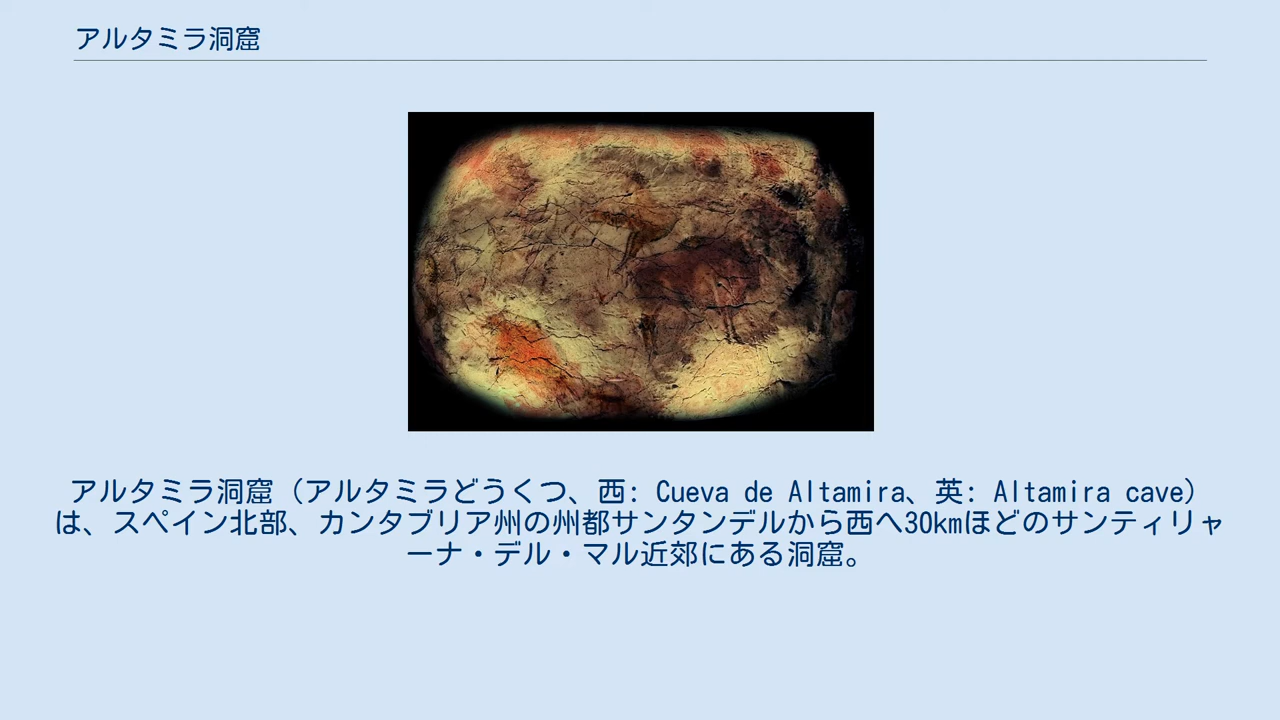 アルタミラ洞窟
アルタミラ洞窟（アルタミラどうくつ、西: Cueva de Altamira、英: Altamira cave）
は、スペイン北部、カンタブリア州の州都サンタンデルから西へ30kmほどのサンティリャ
ーナ・デル・マル近郊にある洞窟。